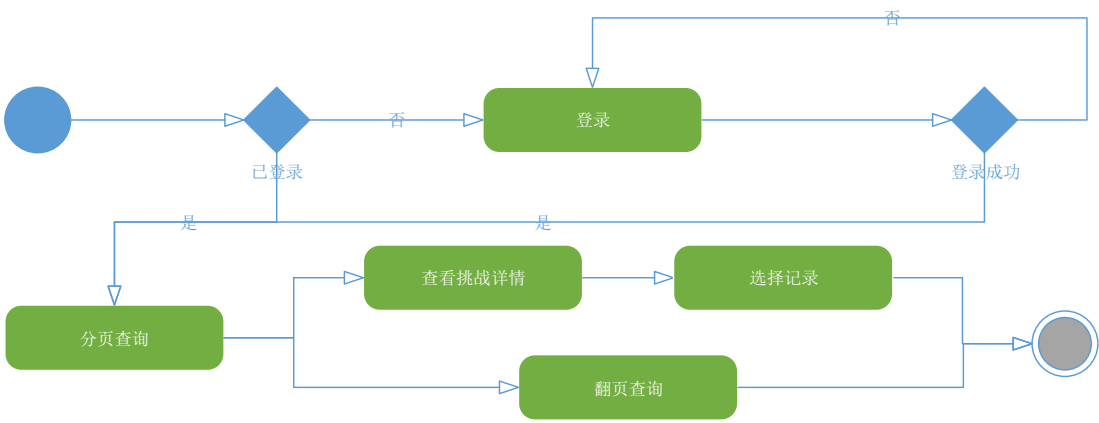 否
否
登录
已登录
登录成功
是
是
查看挑战详情
选择记录
分页查询
翻页查询